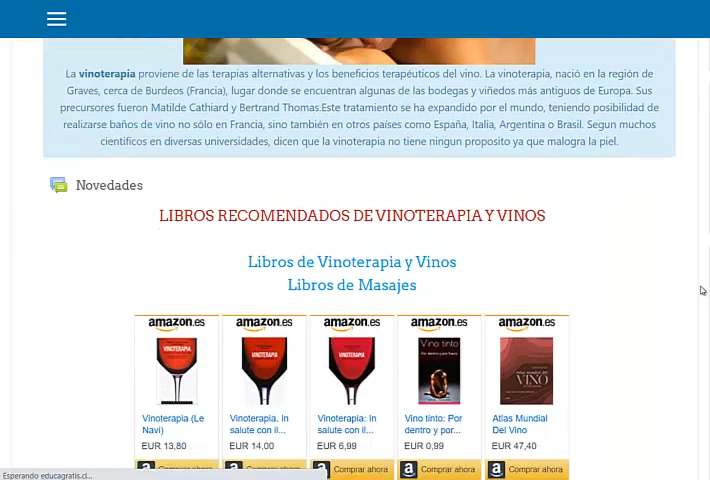 La vinoterapia proviene de las terapias alternativas y los beneficios terapéuticos del vino. La vinoterapia, nació en la región de
Graves, cerca de Burdeos (Francia), lugar donde se encuentran algunas de las bodegas y viñedos más antiguos de Europa. Sus
precursores fueron Matilde Cathiard y Bertrand Thomas.Este tratamiento se ha expandido por el mundo, teniendo posibilidad de
realizarse baños de vino no sólo en Francia, sino también en otros países como España, Italia, Argentina o Brasil. Segun muchos
cientificos en diversas universidades, dicen que la vinoterapia no tiene ningun proposito ya que malogra la piel.
Novedades
LIBROS RECOMENDADOS DE VINOTERAPIA Y VINOS
Libros de Vinoterapia y Vinos
Libros de Masajes
amazon.es amazon.es amazon.es amazon.es amazon.es
VINOTERAPIA VINOTERAPIA VINOTERAPIA Vino tinto VINO
Vinoterapia (Le Navi)
EUR 13,80
Comprar ahora
Vinoterapia. In salute con il...
EUR 14,00
Comprar ahora
Vinoterapia: In salute con il...
EUR 6,99
Comprar ahora
Vino tinto: Por dentro y por...
EUR 0,99
Comprar ahora
Atlas Mundial Del Vino
EUR 47,40
Comprar ahora
Esperando educagratis.cl...